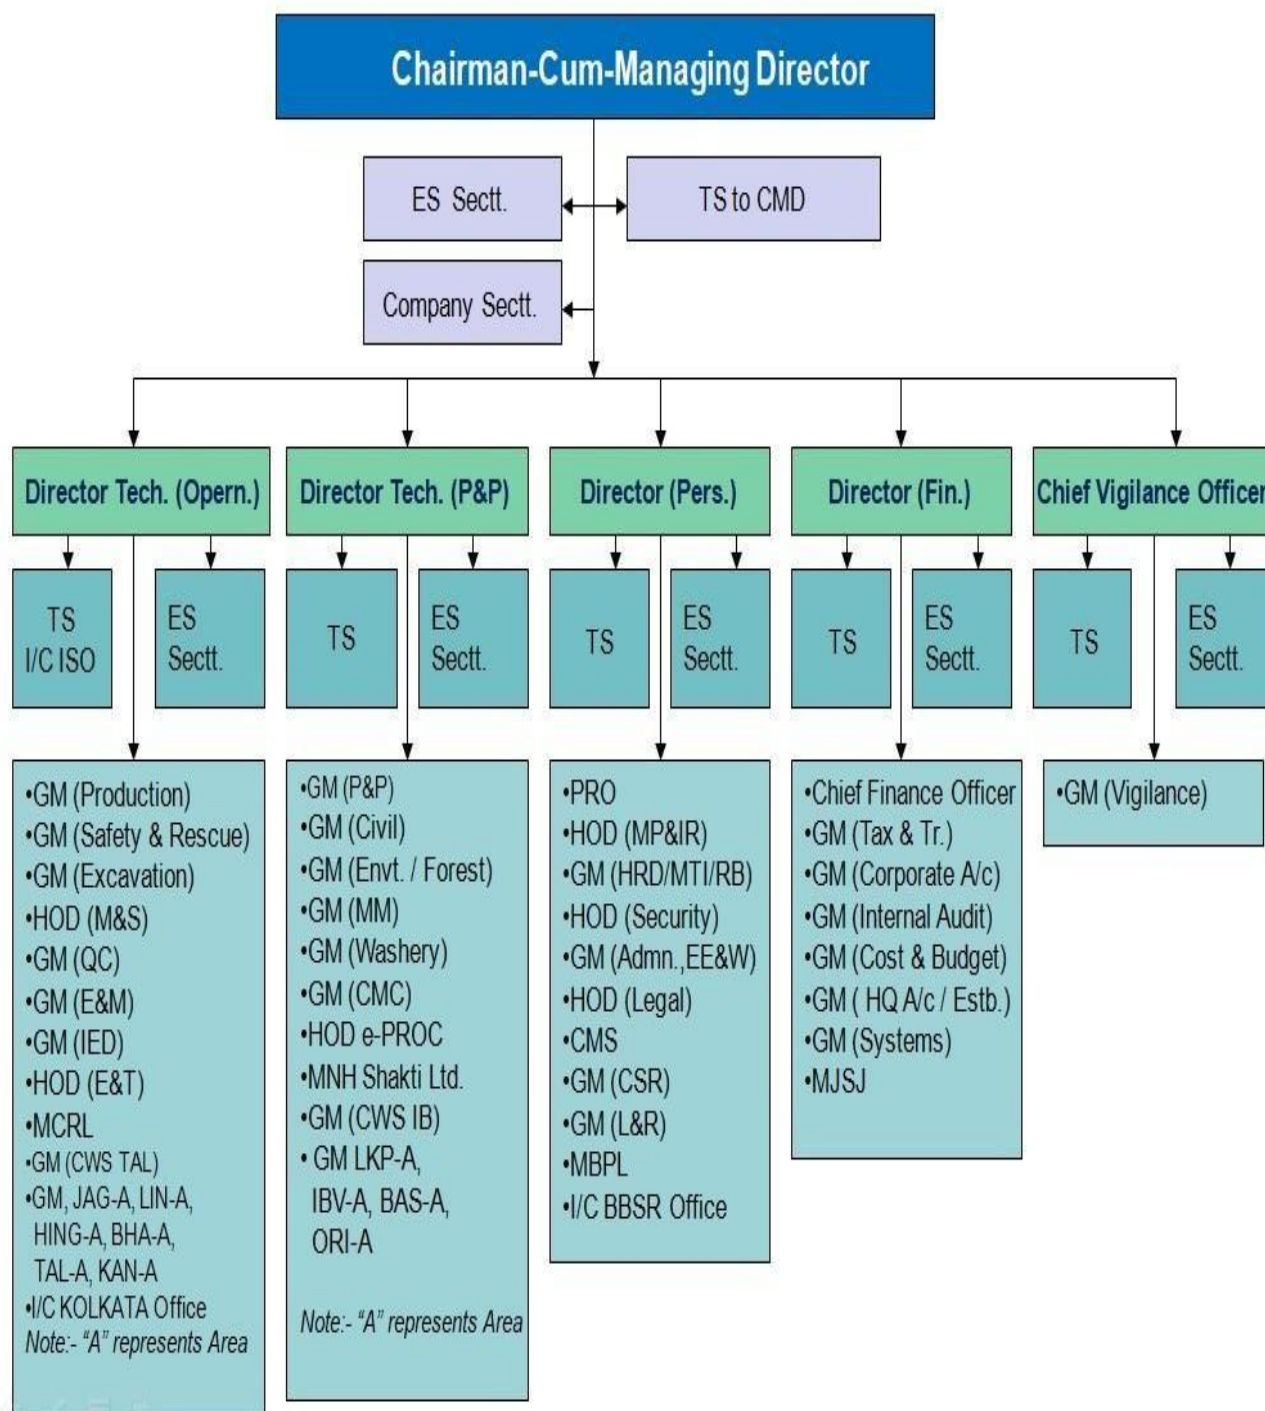 Chairman-Cum-Managing Director
ES Sectt.
TS to CMD
Company Sectt.
Director Tech. (Opern.)
Director Tech. (P&P)
Director (Pers.)
Director (Fin.)
Chief Vigilance Officer
TS
I/C ISO
ES
Sectt.
TS
ES
Sectt.
TS
ES
Sectt.
TS
ES
Sectt.
TS
ES
Sectt.
•GM (Production)
•GM (Safety & Rescue)
•GM (Excavation)
•HOD (M&S)
•GM (QC)
•GM (E&M)
•GM (IED)
•HOD (E&T)
•MCRL
•GM (CWS TAL)
•GM, JAG-A, LIN-A,
HING-A, BHA-A,
TAL-A, KAN-A
•I/C KOLKATA Office
Note:- “A” represents Area
•GM (P&P)
•GM (Civil)
•GM (Envt. / Forest)
•GM (MM)
•GM (Washery)
•GM (CMC)
•HOD e-PROC
•MNH Shakti Ltd.
•GM (CWS IB)
• GM LKP-A,
IBV-A, BAS-A,
ORI-A
Note:- “A” represents Area
•PRO
•HOD (MP&IR)
•GM (HRD/MTI/RB)
•HOD (Security)
•GM (Admn.,EE&W)
•HOD (Legal)
•CMS
•GM (CSR)
•GM (L&R)
•MBPL
•I/C BBSR Office
•Chief Finance Officer
•GM (Tax & Tr.)
•GM (Corporate A/c)
•GM (Internal Audit)
•GM (Cost & Budget)
•GM ( HQ A/c / Estb.)
•GM (Systems)
•MJSJ
•GM (Vigilance)